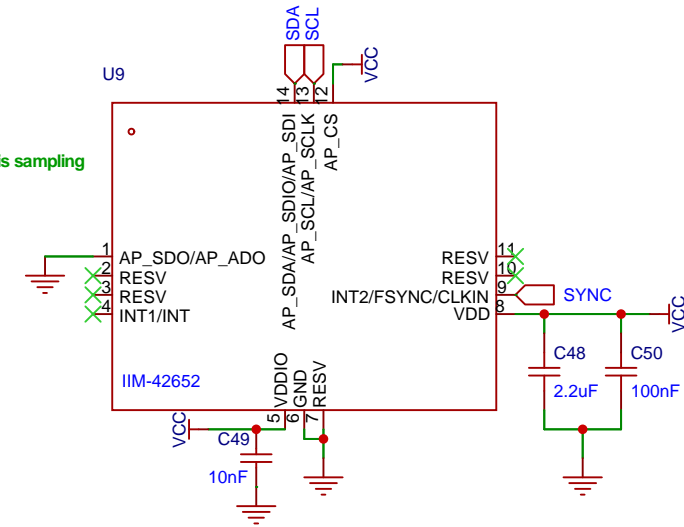 SDA
SCL
VCC
U9
14
13
12
AP_SDA/AP_SDIO/AP_SDI
AP_SCL/AP_SCLK
AP_CS
is sampling
1
AP_SDO/AP_ADO
2
RESV
3
RESV
4
INT1/INT
RESV
11
RESV
10
INT2/FSYNC/CLKIN
9
SYNC
VDD
8
VCC
IIM-42652
VDDIO
GND
RESV
5
6
7
VCC
C49
10nF
C48
2.2uF
C50
100nF